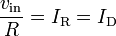 v_in / R = I_R = I_D